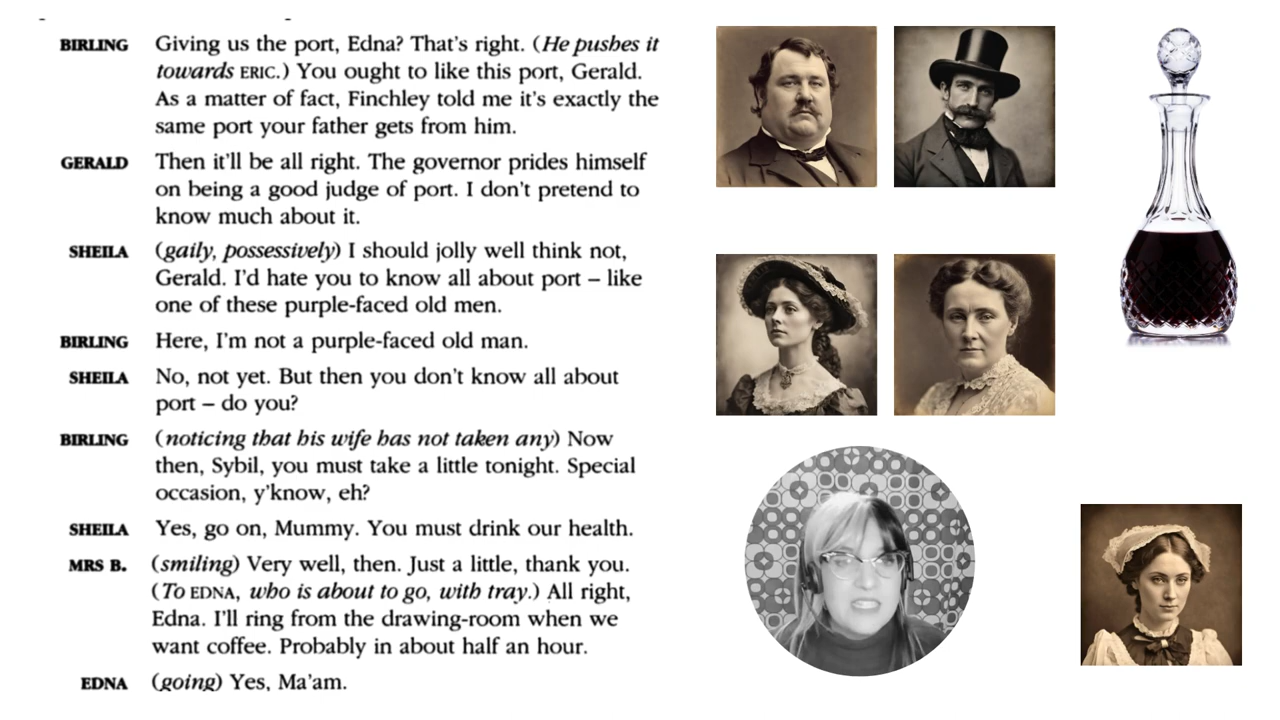 BIRLING Giving us the port, Edna? That's right. (He pushes it
towards ERIC.) You ought to like this port, Gerald.
As a matter of fact, Finchley told me it's exactly the
same port your father gets from him.
GERALD Then it'll be all right. The governor prides himself
on being a good judge of port. I don't pretend to
know much about it.
SHEILA (gaily, possessively) I should jolly well think not,
Gerald. I'd hate you to know all about port – like
one of these purple-faced old men.
BIRLING Here, I'm not a purple-faced old man.
SHEILA No, not yet. But then you don't know all about
port – do you?
BIRLING (noticing that his wife has not taken any) Now
then, Sybil, you must take a little tonight. Special
occasion, y'know, eh?
SHEILA Yes, go on, Mummy. You must drink our health.
MRS B. (smiling) Very well, then. Just a little, thank you.
(To EDNA, who is about to go, with tray.) All right,
Edna. I'll ring from the drawing-room when we
want coffee. Probably in about half an hour.
EDNA (going) Yes, Ma'am.